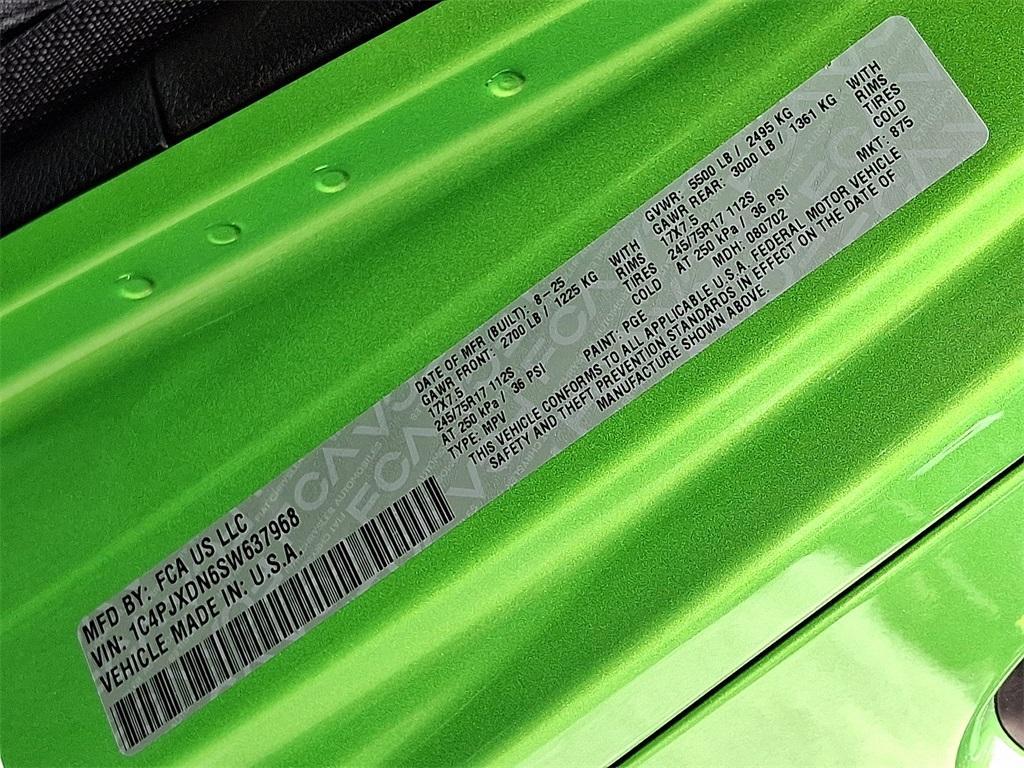 MFD BY: FCA US LLC
VIN: 1C4PJXDN6SW637968
VEHICLE MADE IN: U.S.A.
DATE OF MFR (BUILT): 8-25
GAWR FRONT: 2700 LB / 1225 KG WITH
17X7.5 RIMS
245/75R17 112S TIRES
AT 250 kPa / 36 PSI COLD
TYPE: MPV PAINT: PGE
GVWR: 5500 LB / 2495 KG
GAWR REAR: 3000 LB / 1361 KG WITH
17X7.5 RIMS
245/75R17 112S TIRES
AT 250 kPa / 36 PSI COLD
MDH: 080702 MKT: 875
THIS VEHICLE CONFORMS TO ALL APPLICABLE U.S.A. FEDERAL MOTOR VEHICLE
SAFETY AND THEFT PREVENTION STANDARDS IN EFFECT ON THE DATE OF
MANUFACTURE SHOWN ABOVE.